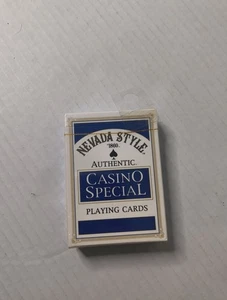 NEVADA STYLE.
AUTHENTIC.
CASINO
SPECIAL
PLAYING CARDS